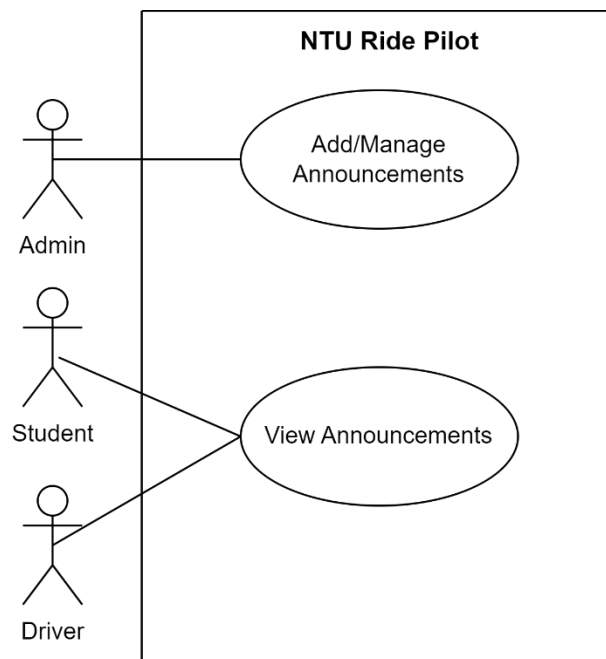 NTU Ride Pilot
Add/Manage
Announcements
Admin
Student
View Announcements
Driver